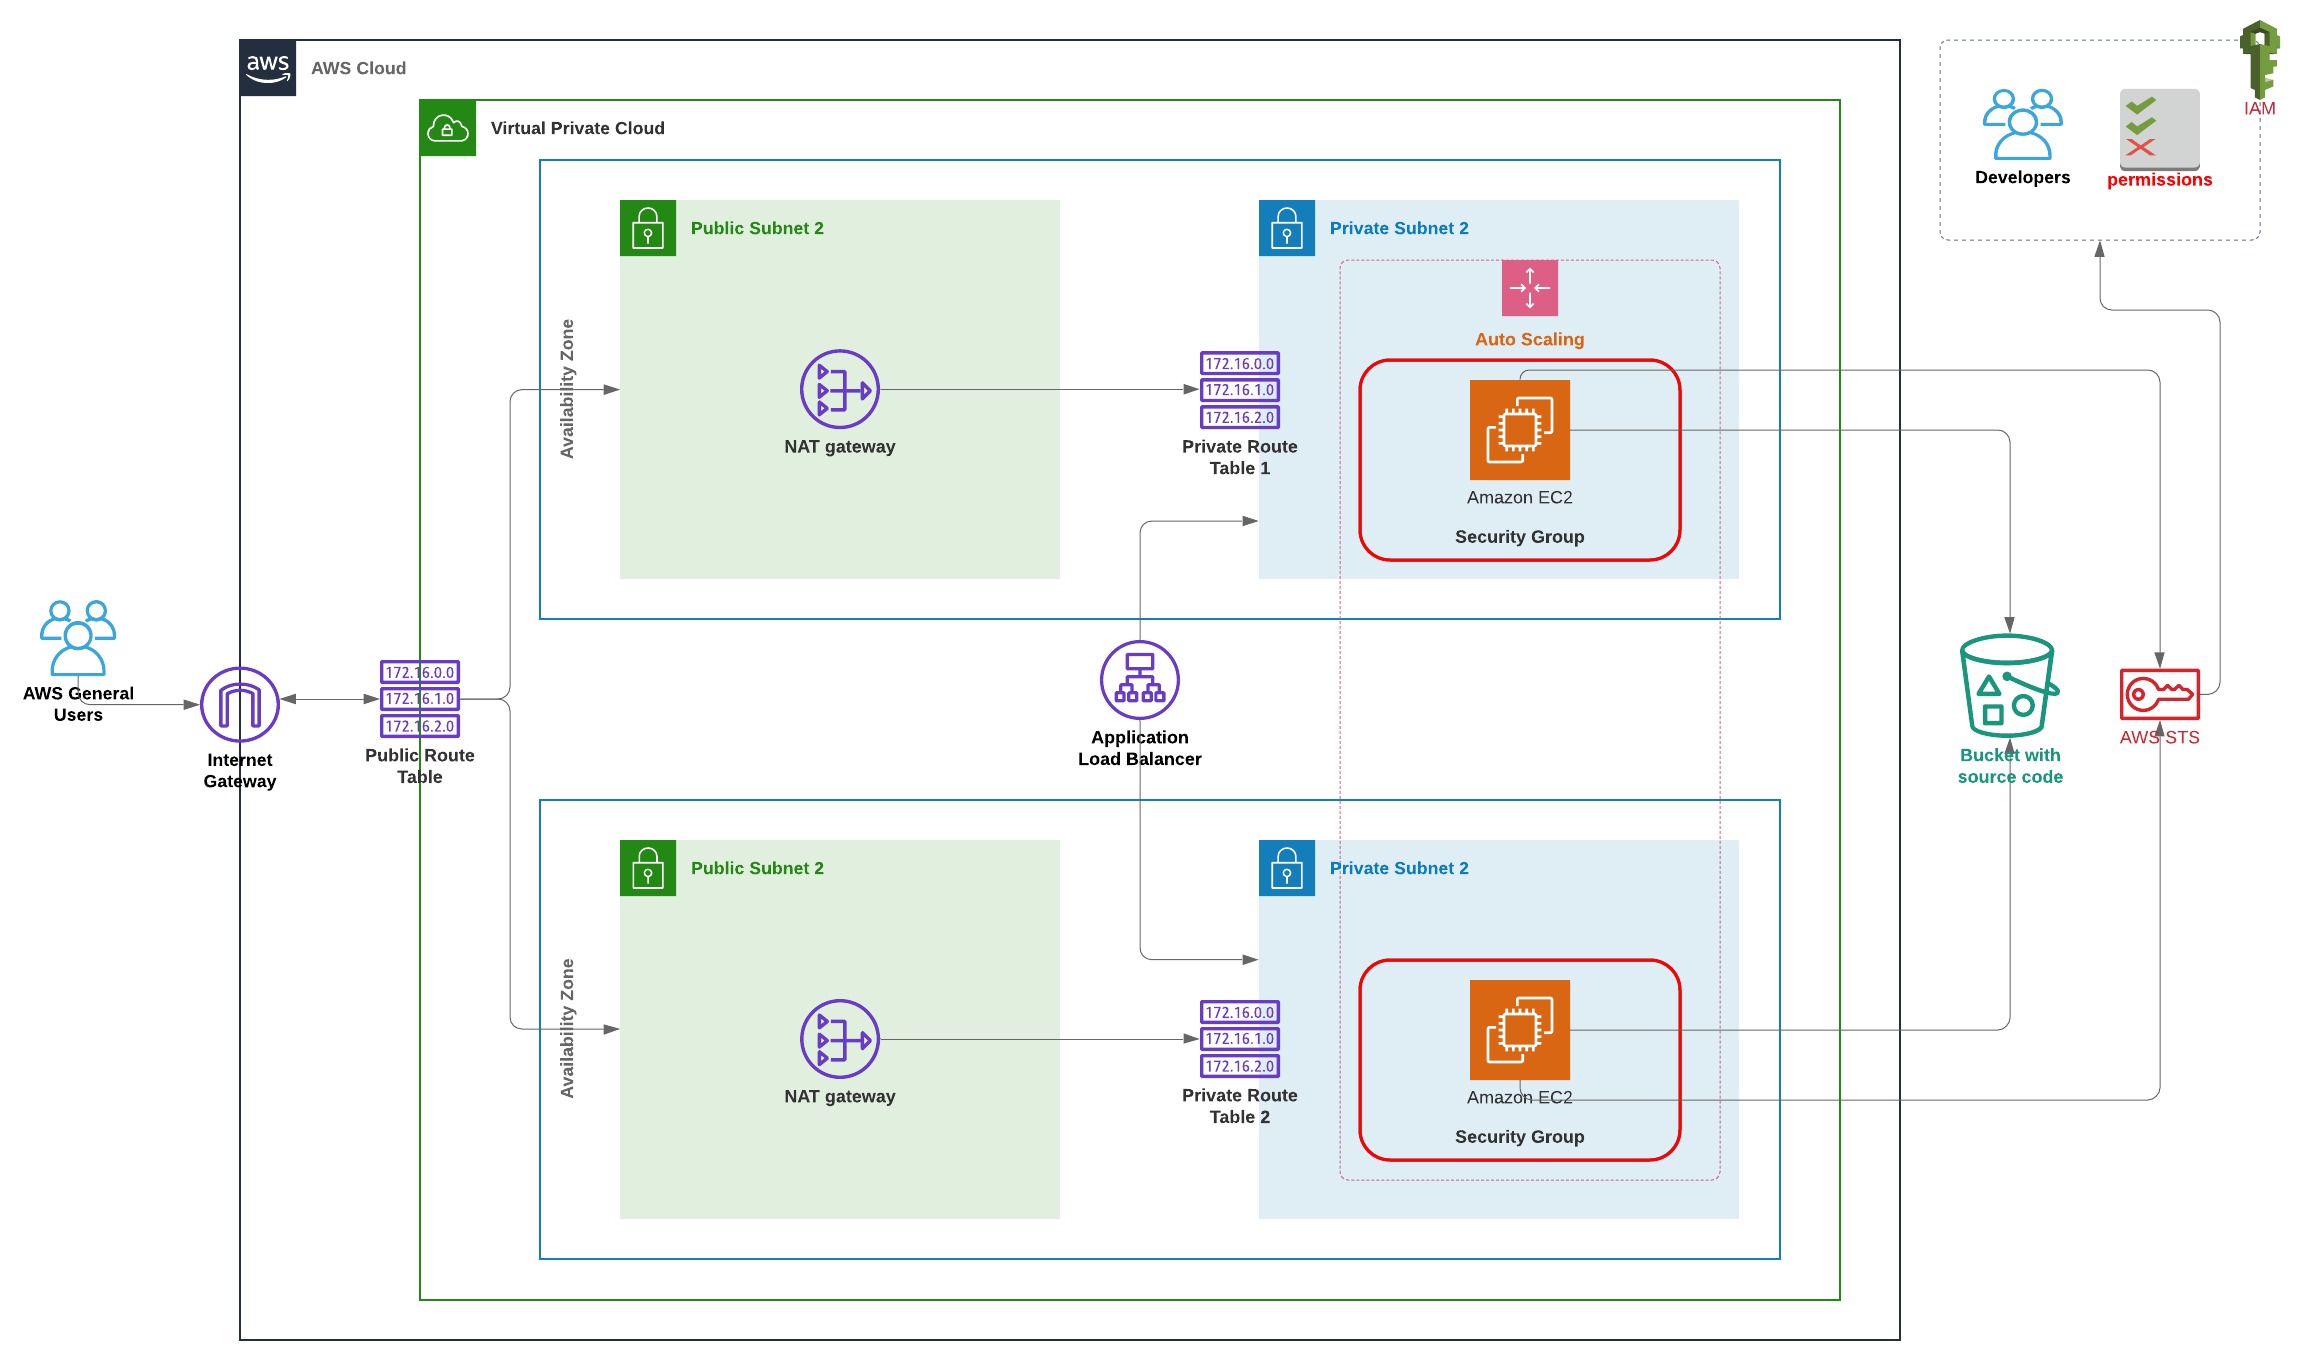 aws
AWS Cloud
IAM
Virtual Private Cloud
Developers
permissions
Public Subnet 2
Private Subnet 2
Auto Scaling
Availability Zone
NAT gateway
172.16.0.0
172.16.1.0
172.16.2.0
Private Route
Table 1
Amazon EC2
Security Group
AWS General
Users
Internet
Gateway
172.16.0.0
172.16.1.0
172.16.2.0
Public Route
Table
Application
Load Balancer
Bucket with
source code
AWS STS
Public Subnet 2
Private Subnet 2
Availability Zone
NAT gateway
172.16.0.0
172.16.1.0
172.16.2.0
Private Route
Table 2
Amazon EC2
Security Group